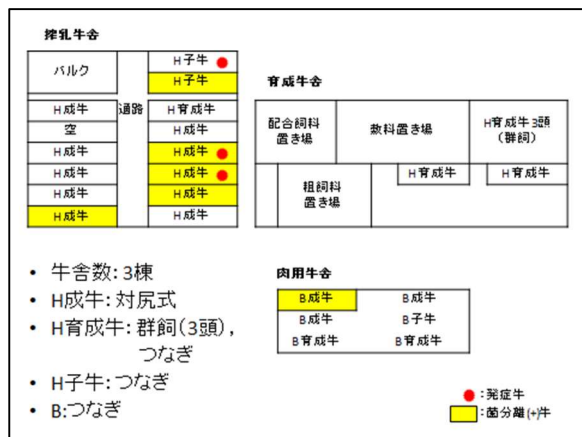 搾乳牛舎
バルク
通路
H子牛
H子牛
H成牛
H育成牛
空
H成牛
H成牛
H成牛
H成牛
H成牛
H成牛
H成牛
H成牛
H成牛
育成牛舎
配合飼料
置き場
敷料置き場
H育成牛3頭
(群飼)
粗飼料
置き場
H育成牛
H育成牛
肉用牛舎
B成牛
B成牛
B成牛
B子牛
B育成牛
B育成牛
• 牛舎数:3棟
• H成牛:対尻式
• H育成牛:群飼(3頭),
つなぎ
• H子牛:つなぎ
• B:つなぎ
:発症牛
:菌分離(+)牛